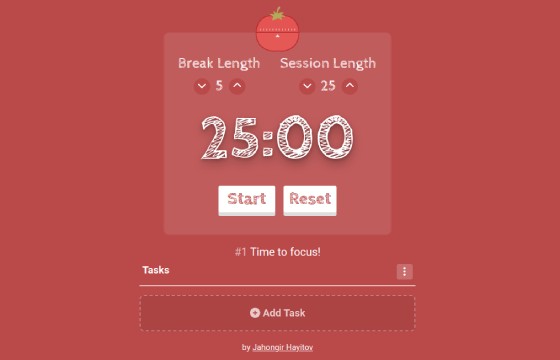 Break Length Session Length
5 25
25:00
Start Reset
#1 Time to focus!
Tasks
Add Task
by Jahongir Hayitov